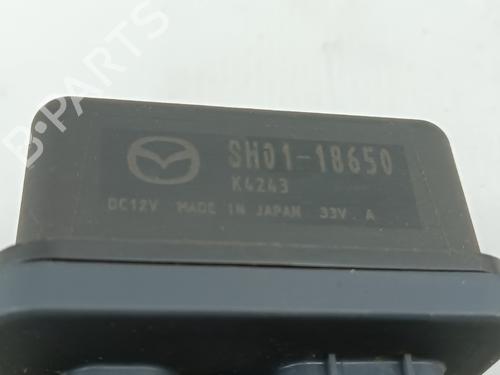 SH01-18650
K4243
DC12V MADE IN JAPAN 33V A
B-PARTS